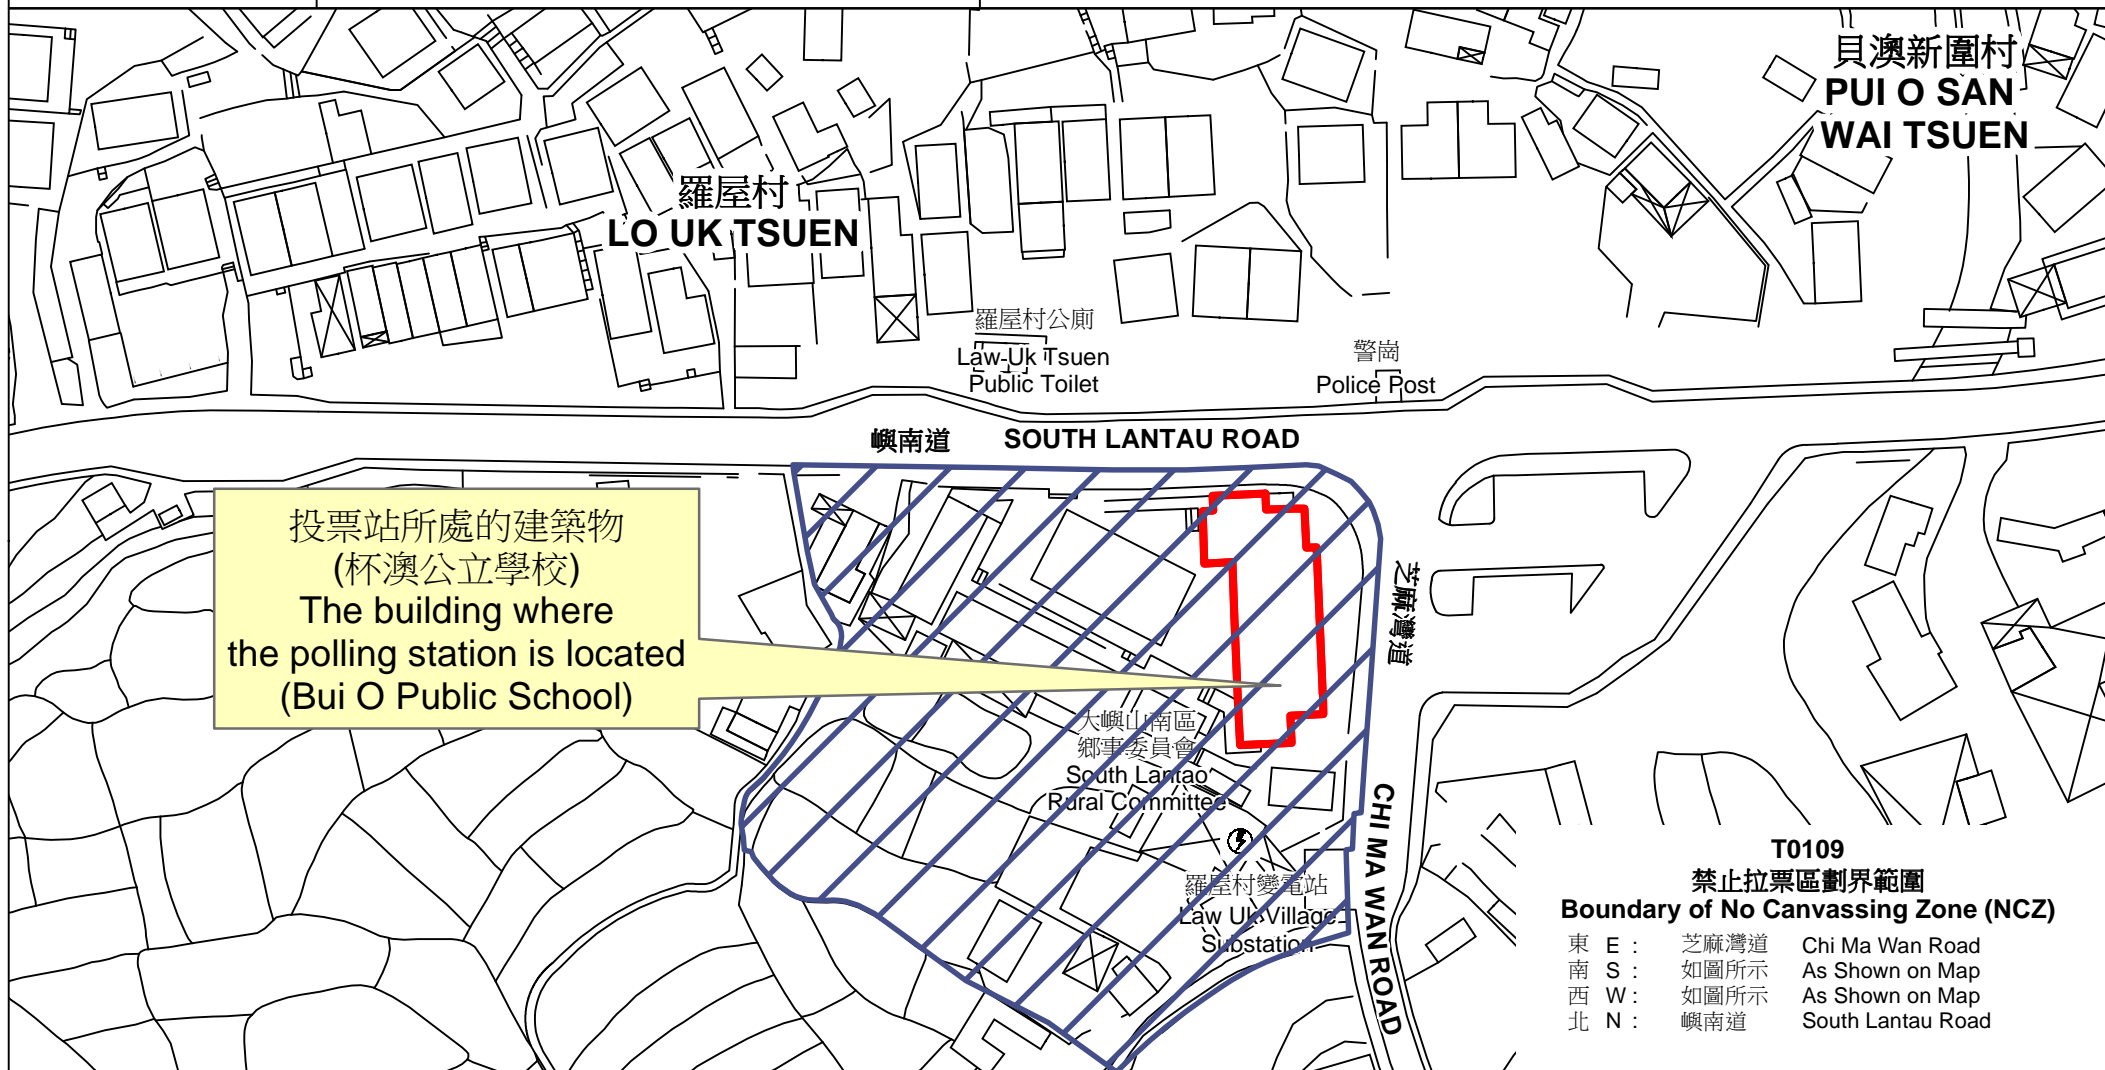 貝澳新圍村
PUI O SAN
WAI TSUEN
羅屋村
LO UK TSUEN
羅屋村公廁
Law Uk Tsuen
Public Toilet
警崗
Police Post
嶼南道 SOUTH LANTAU ROAD
投票站所處的建築物
(杯澳公立學校)
The building where
the polling station is located
(Bui O Public School)
芝麻灣道
CHI MA WAN ROAD
大嶼山南區
鄉事委員會
South Lantao
Rural Committee
羅屋村變電站
Law Uk Village
Substation
T0109
禁止拉票區劃界範圍
Boundary of No Canvassing Zone (NCZ)
東 E : 芝麻灣道 Chi Ma Wan Road
南 S : 如圖所示 As Shown on Map
西 W : 如圖所示 As Shown on Map
北 N : 嶼南道 South Lantau Road